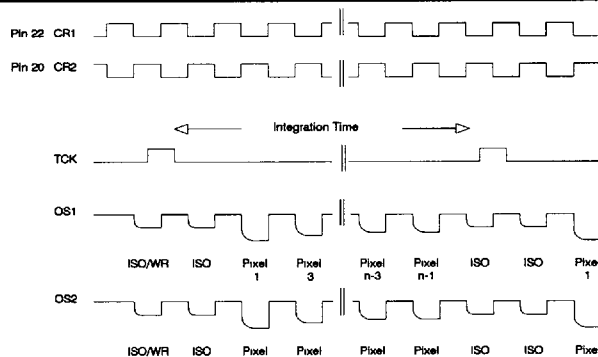 Pin 22 CR1
Pin 20 CR2
Integration Time
TCK
OS1
ISO/WR ISO Pixel 1 Pixel 3 Pixel n-3 Pixel n-1 ISO ISO Pixe 1
OS2
ISO/WR ISO Pixel Pixel Pixel Pixel ISO ISO Pixe